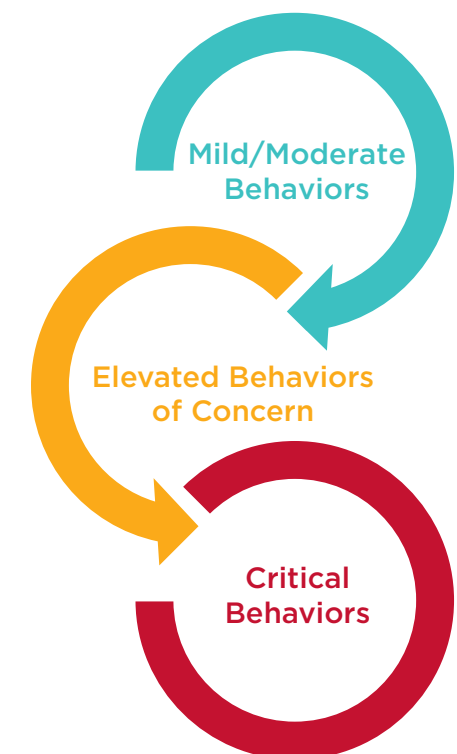 Mild/Moderate
Behaviors
Elevated Behaviors
of Concern
Critical
Behaviors